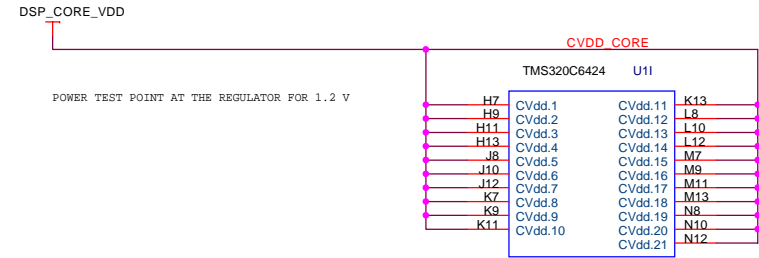 DSP_CORE_VDD
CVDD_CORE
TMS320C6424 U1I
POWER TEST POINT AT THE REGULATOR FOR 1.2 V
H7 CVdd.1 CVdd.11 K13
H9 CVdd.2 CVdd.12 L8
H11 CVdd.3 CVdd.13 L10
H13 CVdd.4 CVdd.14 L12
J8 CVdd.5 CVdd.15 M7
J10 CVdd.6 CVdd.16 M9
J12 CVdd.7 CVdd.17 M11
K7 CVdd.8 CVdd.18 M13
K9 CVdd.9 CVdd.19 N8
K11 CVdd.10 CVdd.20 N10
CVdd.21 N12